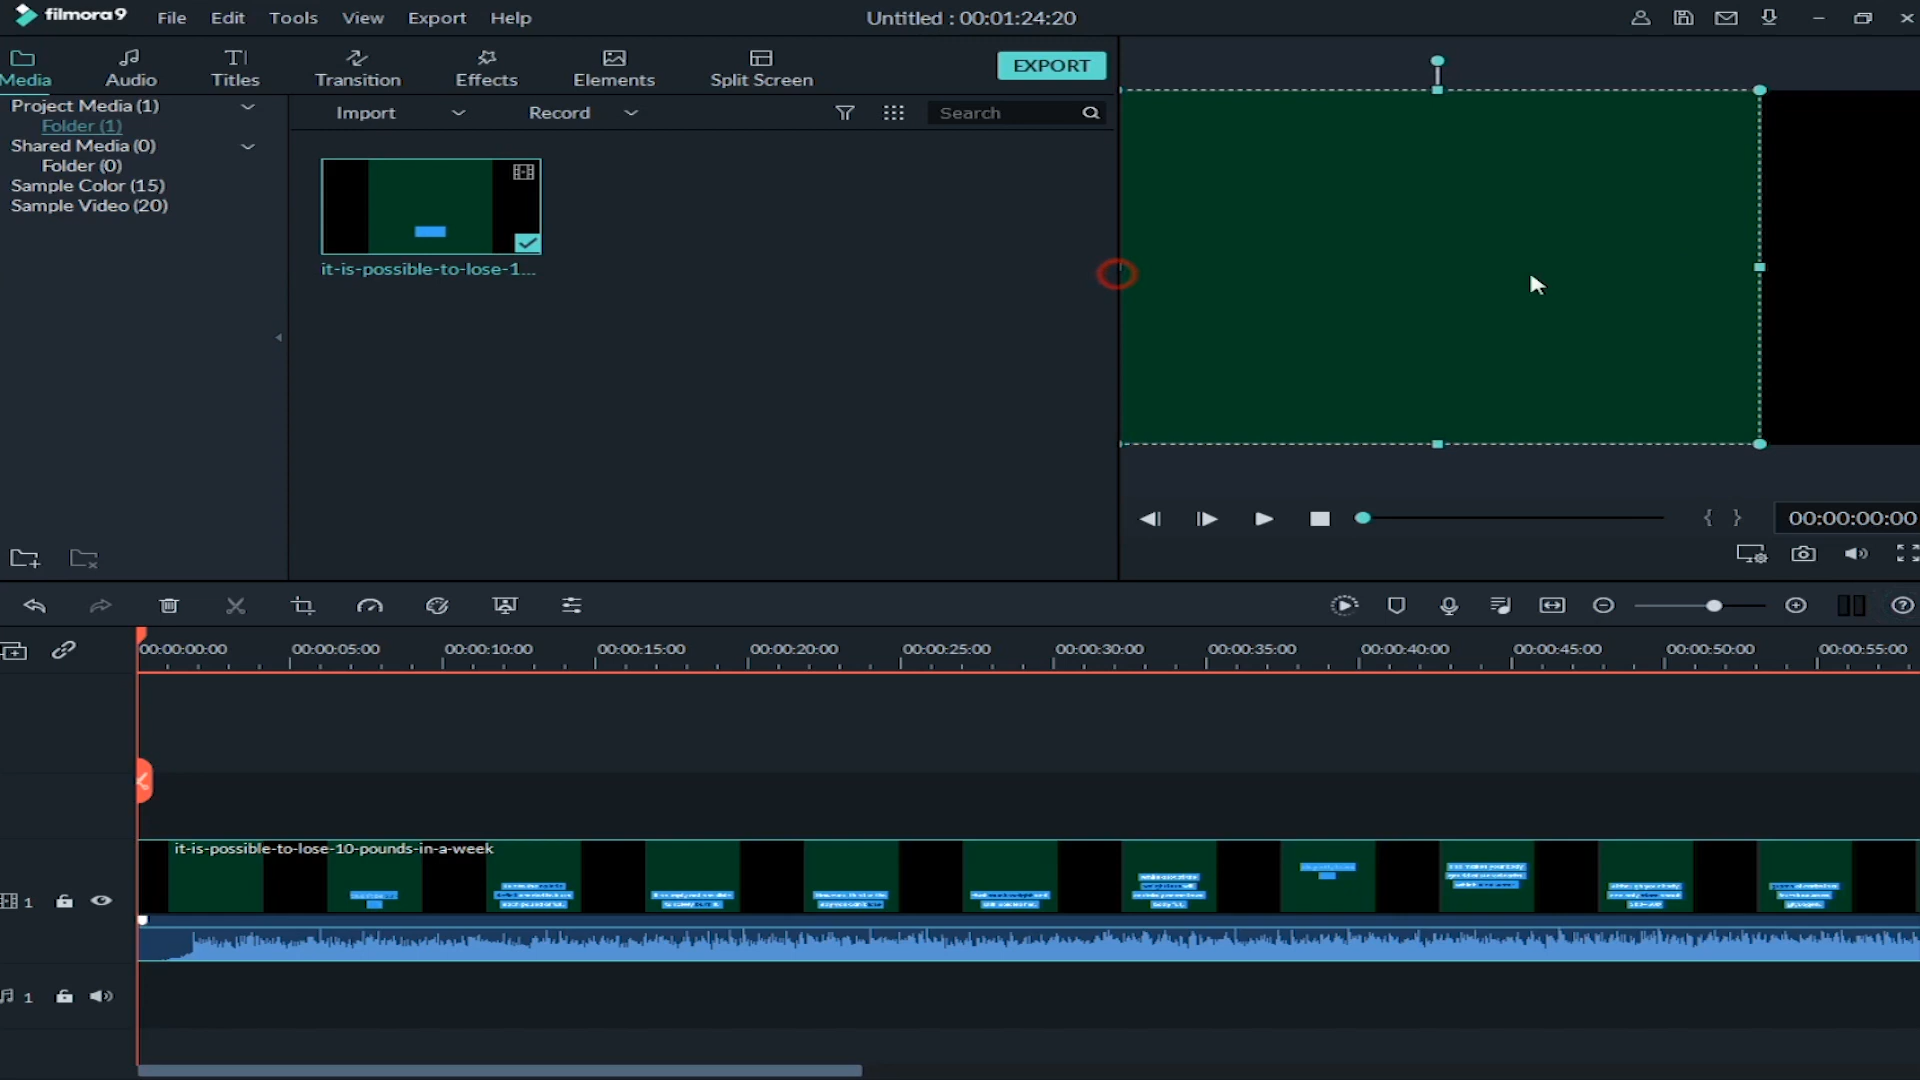 filmora9 File Edit Tools View Export Help Untitled : 00:01:24:20
Media Audio Titles Transition Effects Elements Split Screen EXPORT
Project Media (1)
Folder (1)
Shared Media (0)
Folder (0)
Sample Color (15)
Sample Video (20)
Import Record Search
it-is-possible-to-lose-1...
00:00:00:00
00:00:00:00 00:00:05:00 00:00:10:00 00:00:15:00 00:00:20:00 00:00:25:00 00:00:30:00 00:00:35:00 00:00:40:00 00:00:45:00 00:00:50:00 00:00:55:00
it-is-possible-to-lose-10-pounds-in-a-week
1
1